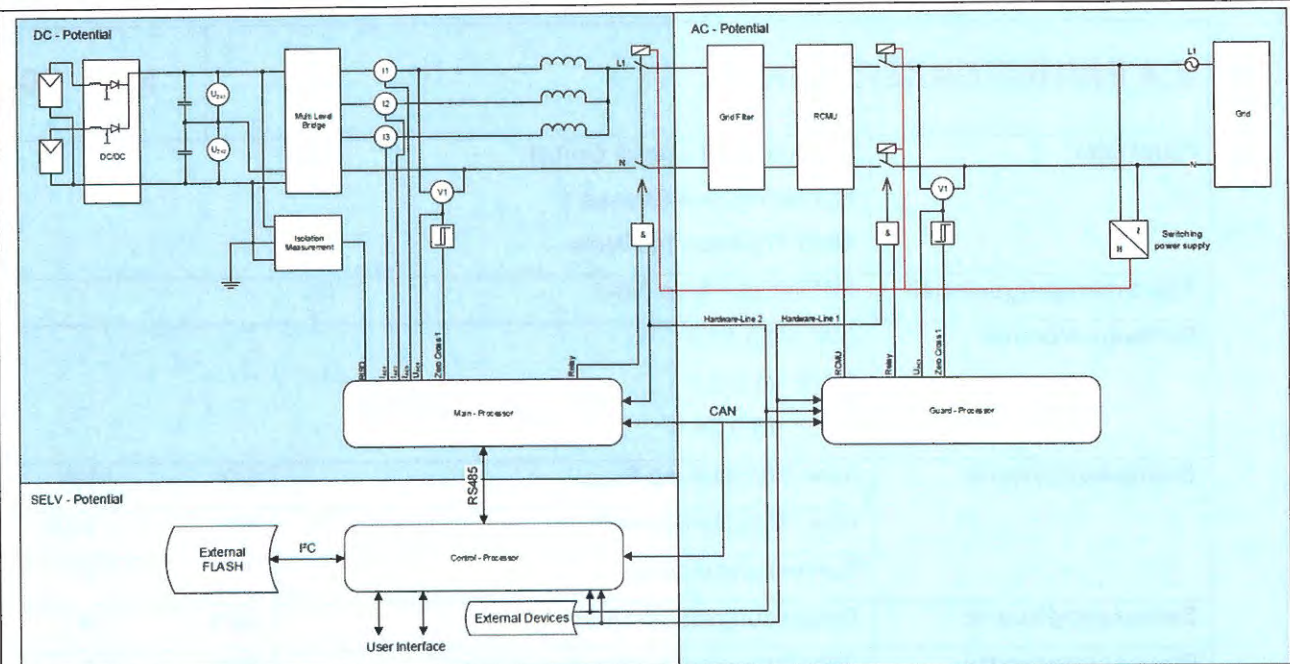 DC - Potential
AC - Potential
DC/DC
Multi Level
Bridge
I1
I2
I3
L1
N
V1
&
Isolation
Measurement
Grid Filter
RCMU
&
V1
L1
N
Grid
Switching
power supply
Hardware-Line 2
Hardware-Line 1
Zero Cross 1
Relay
RCMU
Relay
Zero Cross 1
Main - Processor
CAN
Guard - Processor
RS485
SELV - Potential
External
FLASH
I²C
Control - Processor
External Devices
User Interface